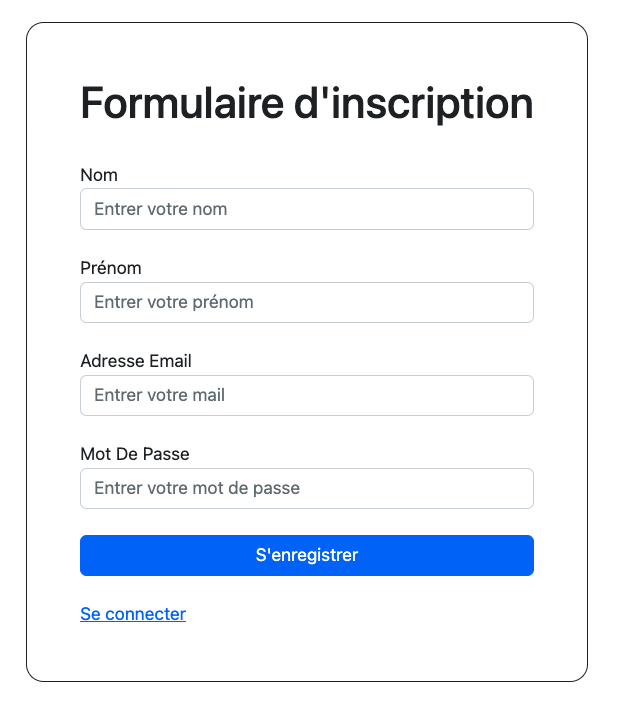 Formulaire d'inscription
Nom
Entrer votre nom
Prénom
Entrer votre prénom
Adresse Email
Entrer votre mail
Mot De Passe
Entrer votre mot de passe
S'enregistrer
Se connecter